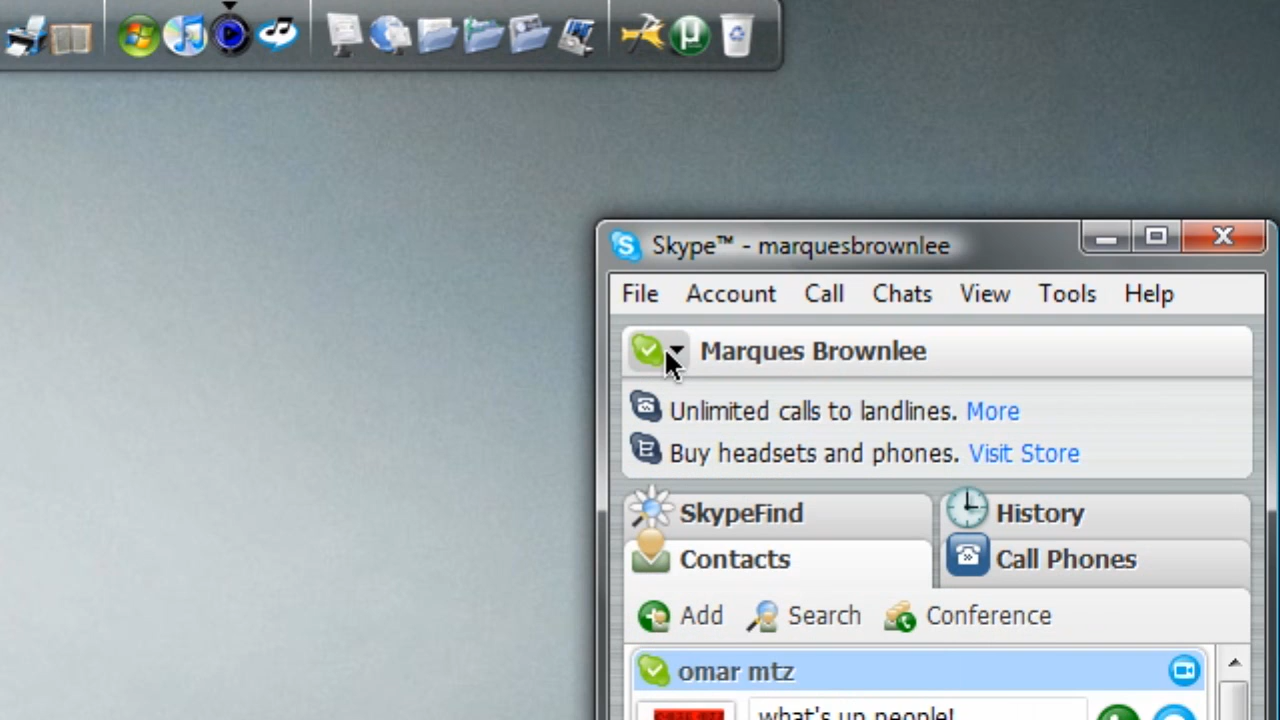 Skype™ - marquesbrownlee
File Account Call Chats View Tools Help
Marques Brownlee
Unlimited calls to landlines. More
Buy headsets and phones. Visit Store
SkypeFind History
Contacts Call Phones
Add Search Conference
omar mtz
what's up people!